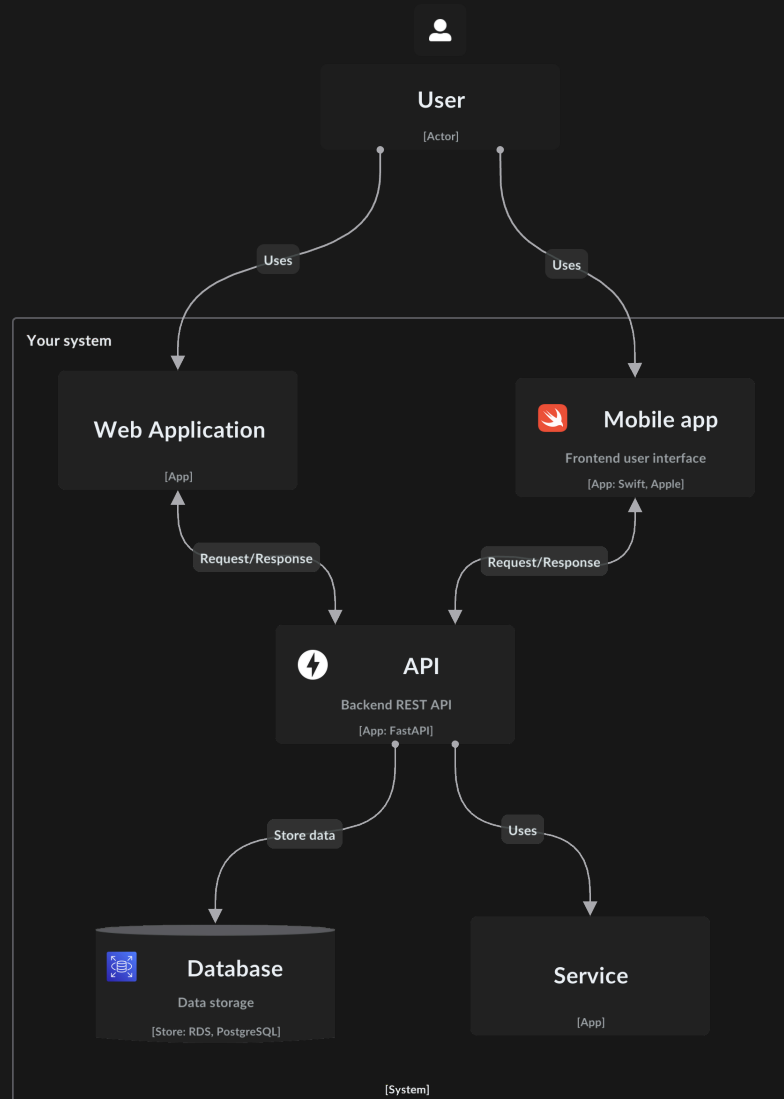 User
[Actor]
Uses
Uses
Your system
Web Application
[App]
Mobile app
Frontend user interface
[App: Swift, Apple]
Request/Response
Request/Response
API
Backend REST API
[App: FastAPI]
Store data
Uses
Database
Data storage
[Store: RDS, PostgreSQL]
Service
[App]
[System]